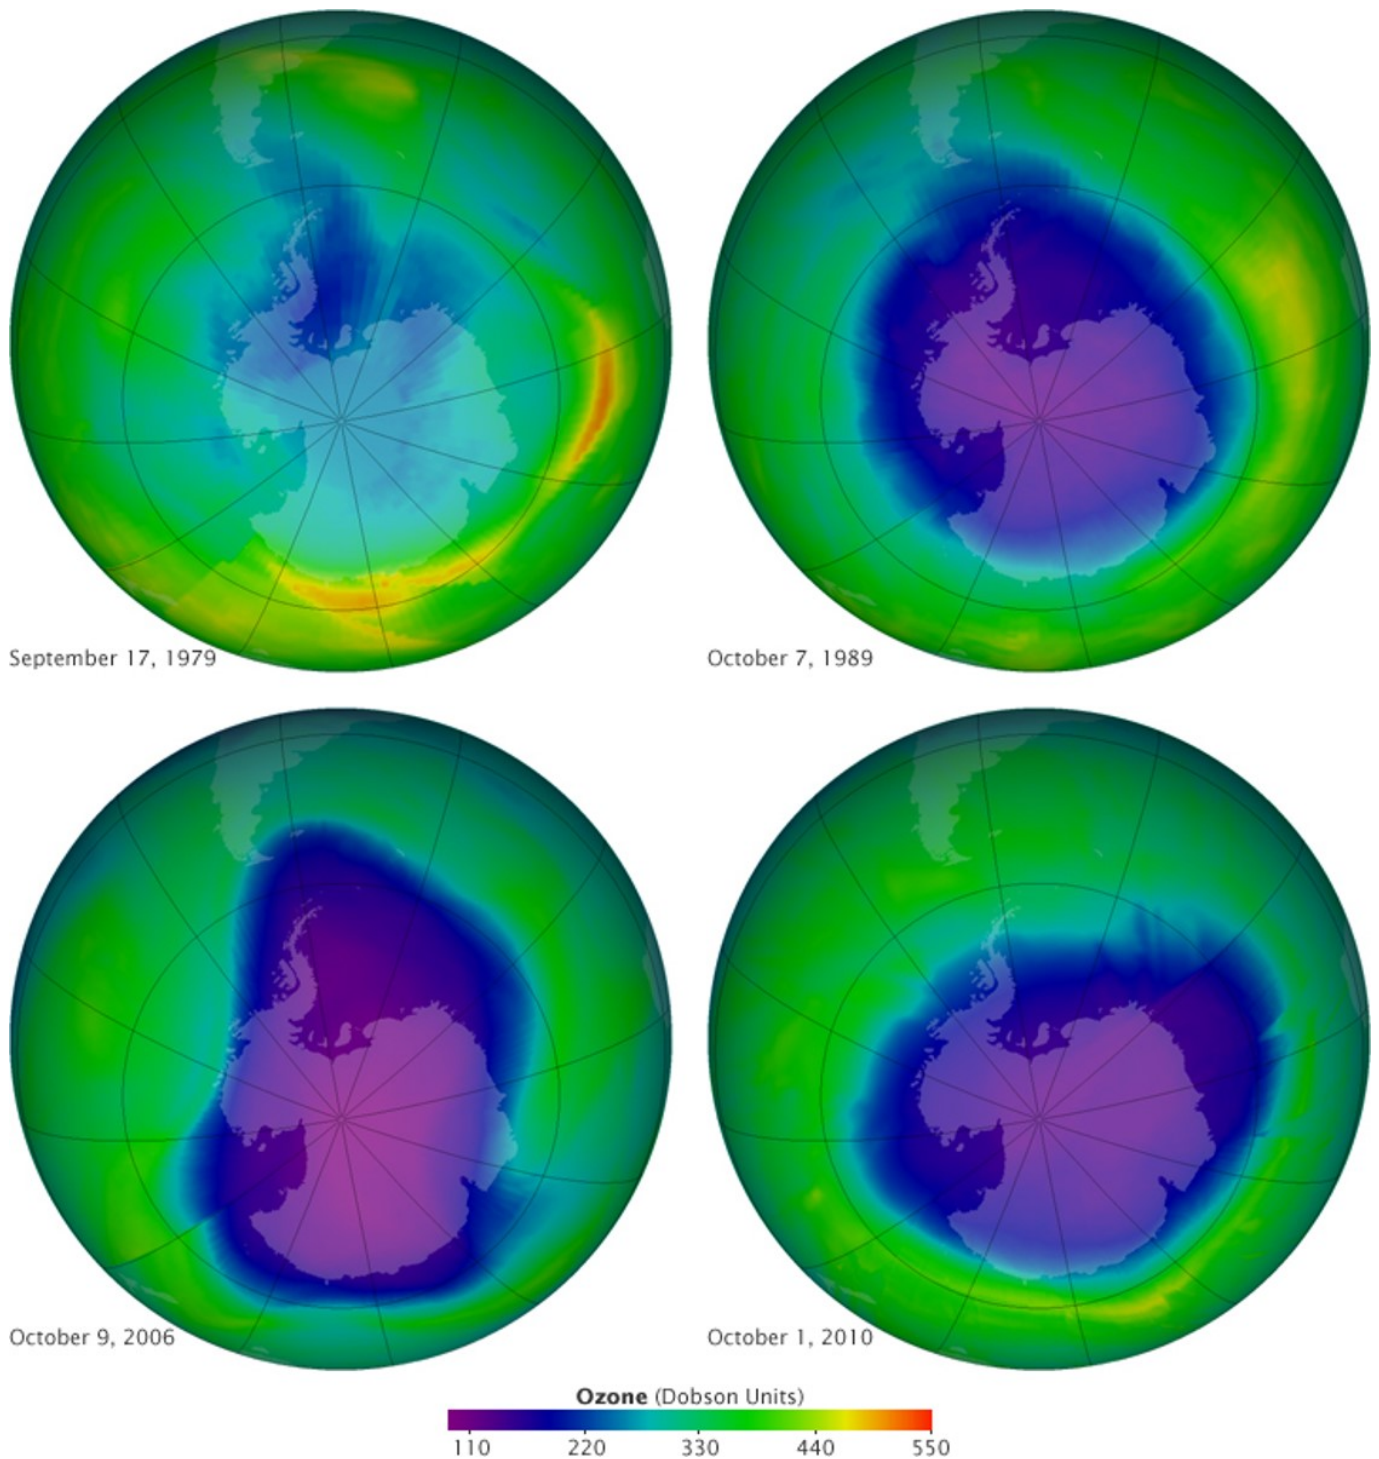 September 17, 1979
October 7, 1989
October 9, 2006
October 1, 2010
Ozone (Dobson Units)
110 220 330 440 550